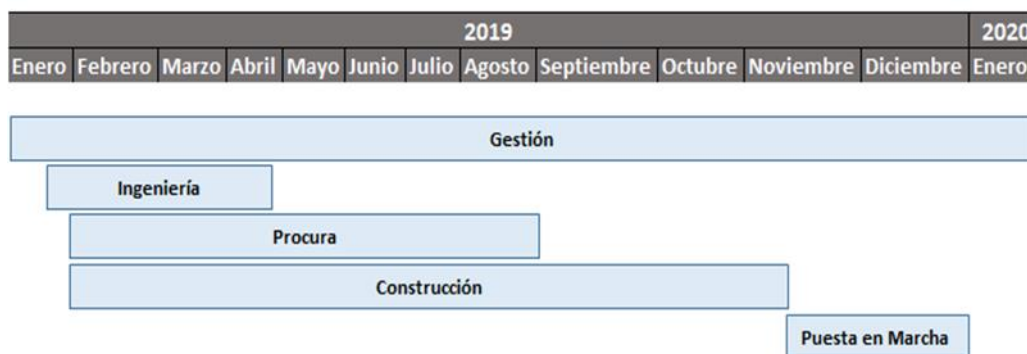 2019 2020
Enero Febrero Marzo Abril Mayo Junio Julio Agosto Septiembre Octubre Noviembre Diciembre Enero
Gestión
Ingeniería
Procura
Construcción
Puesta en Marcha